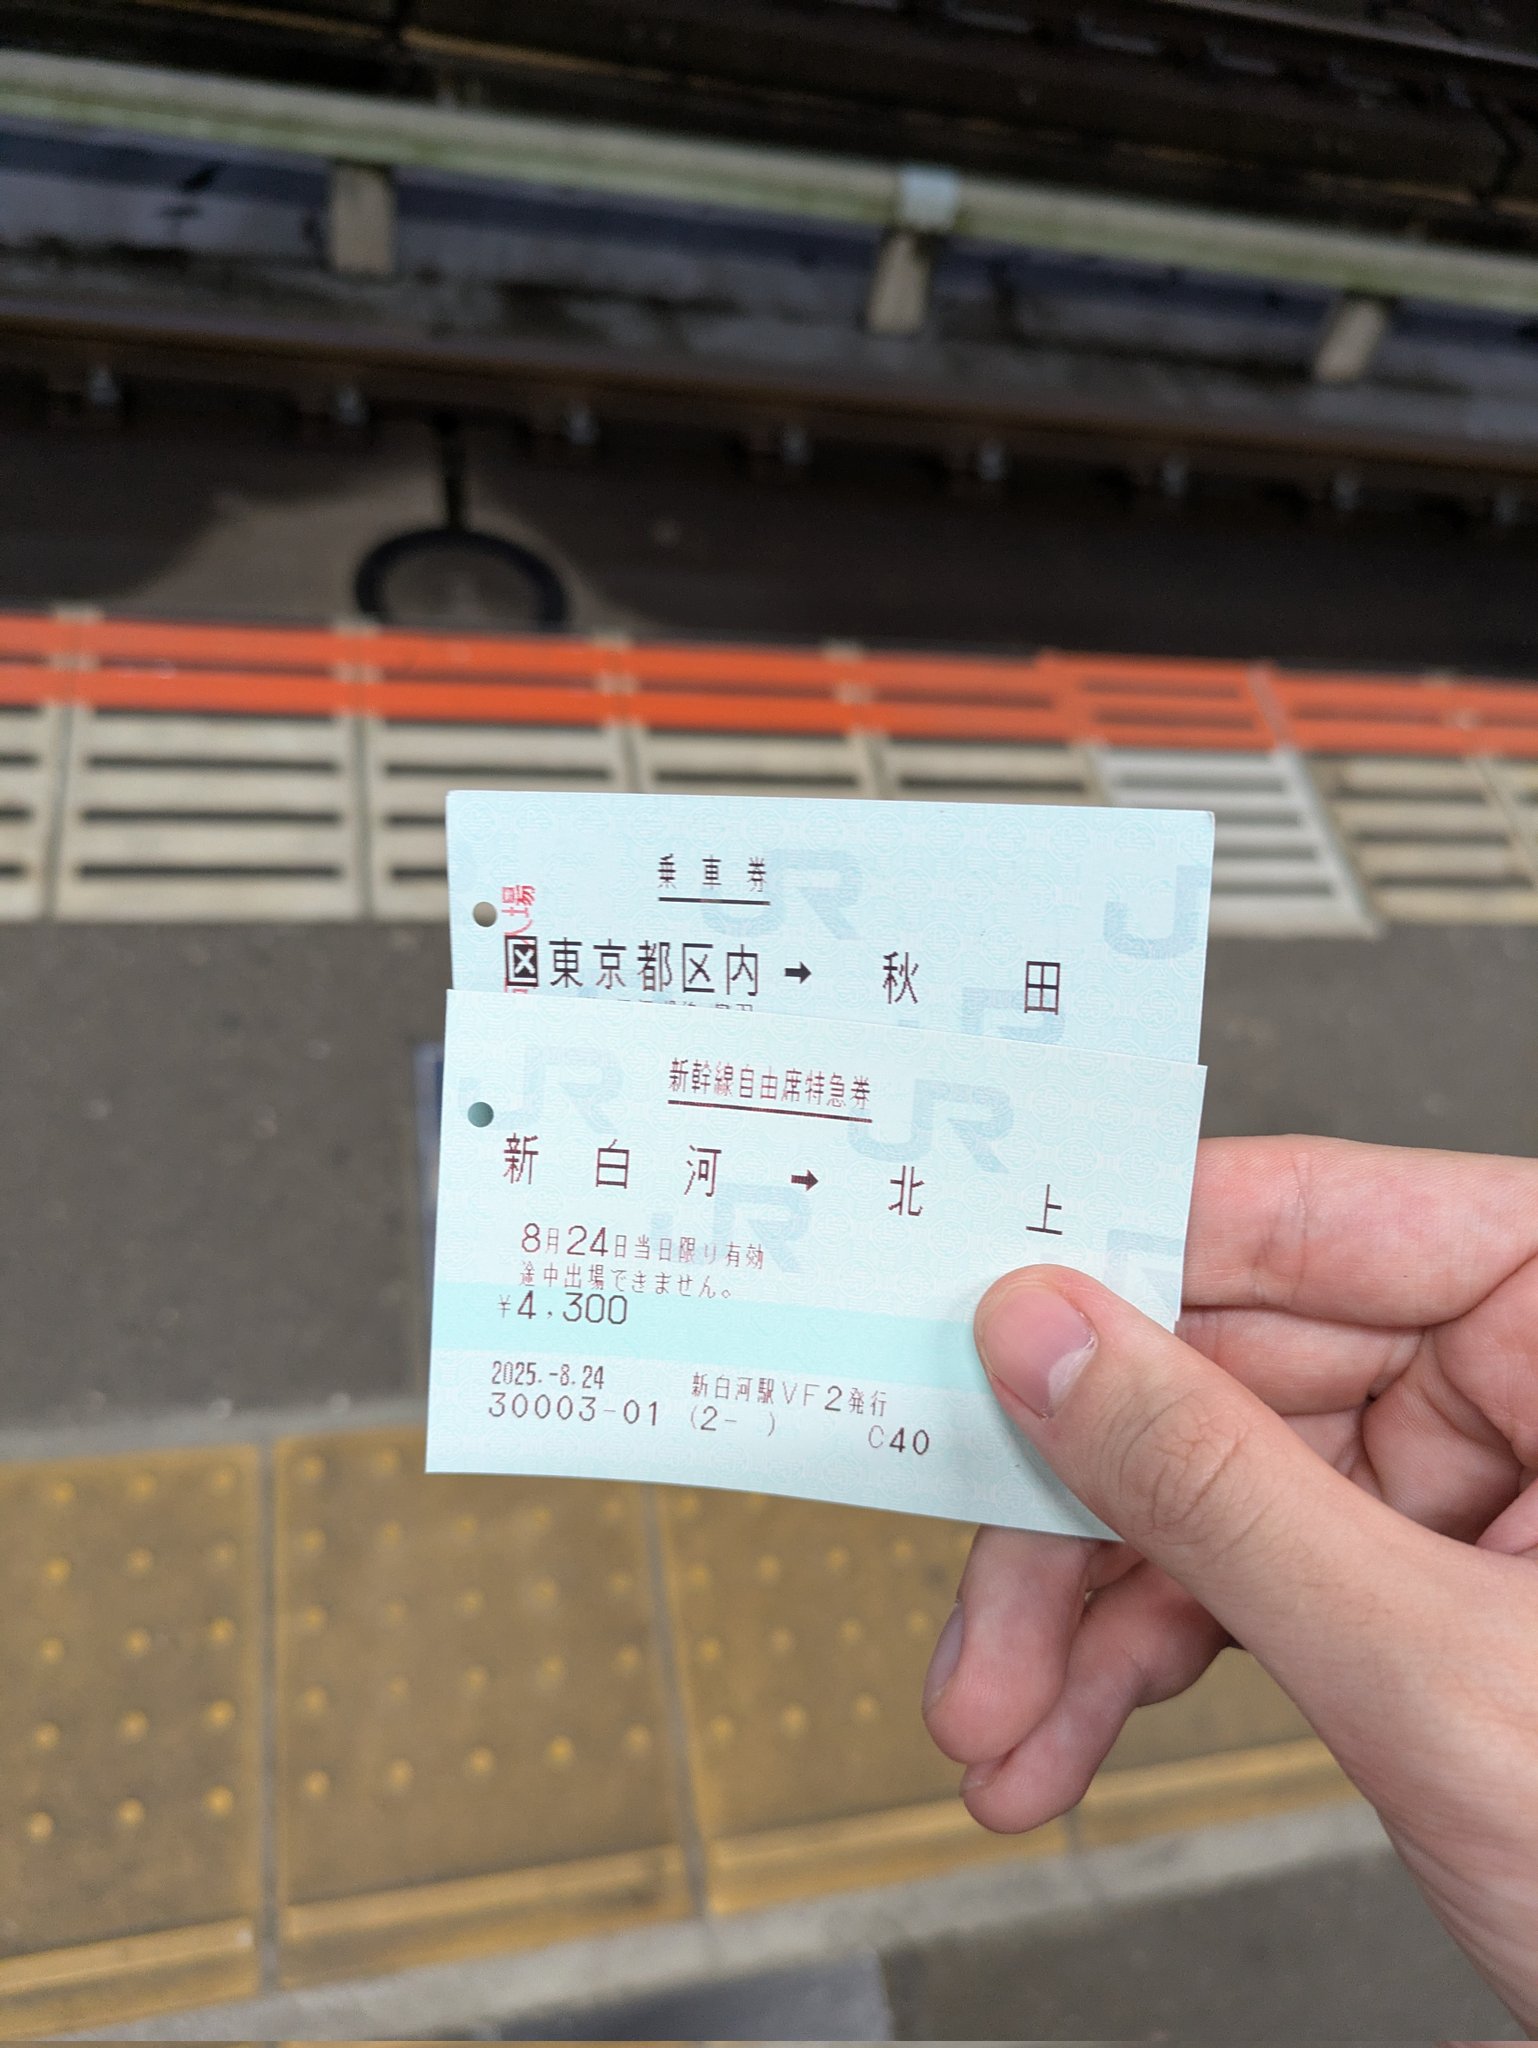 乗車券
区東京都区内→秋田
新幹線自由席特急券
新白河→北上
8月24日当日限り有効
途中出場できません。
¥4,300
2025.-8.24 新白河駅VF2発行
30003-01 (2- ) C40